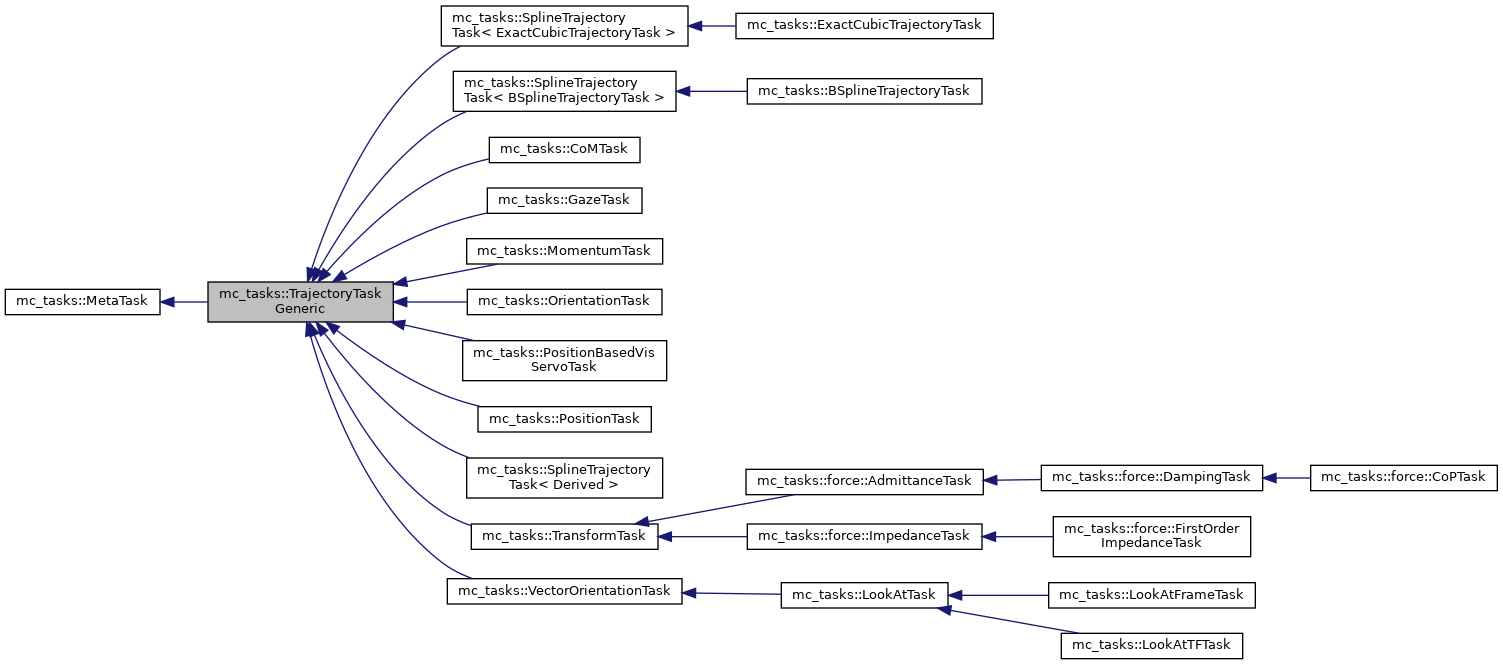 mc_tasks::SplineTrajectory
Task< ExactCubicTrajectoryTask >
mc_tasks::ExactCubicTrajectoryTask
mc_tasks::SplineTrajectory
Task< BSplineTrajectoryTask >
mc_tasks::BSplineTrajectoryTask
mc_tasks::CoMTask
mc_tasks::GazeTask
mc_tasks::MomentumTask
mc_tasks::MetaTask
mc_tasks::TrajectoryTask
Generic
mc_tasks::OrientationTask
mc_tasks::PositionBasedVis
ServoTask
mc_tasks::PositionTask
mc_tasks::SplineTrajectory
Task< Derived >
mc_tasks::TransformTask
mc_tasks::force::AdmittanceTask
mc_tasks::force::DampingTask
mc_tasks::force::CoPTask
mc_tasks::force::ImpedanceTask
mc_tasks::force::FirstOrder
ImpedanceTask
mc_tasks::VectorOrientationTask
mc_tasks::LookAtTask
mc_tasks::LookAtFrameTask
mc_tasks::LookAtTFTask